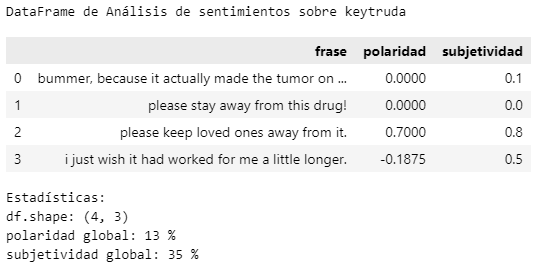 DataFrame de Análisis de sentimientos sobre keytruda
frase polaridad subjetividad
0 bummer, because it actually made the tumor on ... 0.0000 0.1
1 please stay away from this drug! 0.0000 0.0
2 please keep loved ones away from it. 0.7000 0.8
3 i just wish it had worked for me a little longer. -0.1875 0.5
Estadísticas:
df.shape: (4, 3)
polaridad global: 13 %
subjetividad global: 35 %